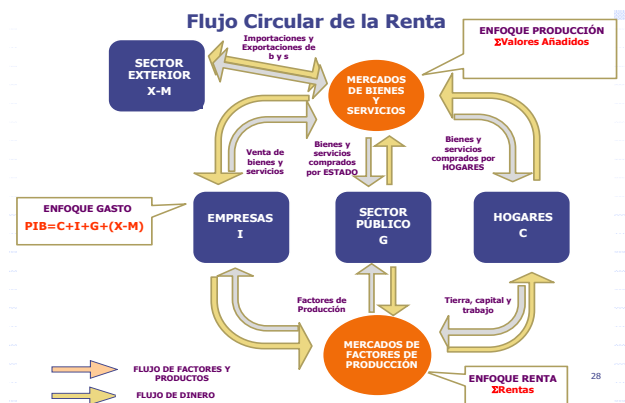 Flujo Circular de la Renta
Importaciones y
Exportaciones de
b y s
ENFOQUE PRODUCCIÓN
ΣValores Añadidos
SECTOR
EXTERIOR
X-M
MERCADOS
DE BIENES
Y
SERVICIOS
Venta de
bienes y
servicios
Bienes y
servicios
comprados
por ESTADO
Bienes y
servicios
comprados por
HOGARES
ENFOQUE GASTO
PIB=C+I+G+(X-M)
EMPRESAS
I
SECTOR
PÚBLICO
G
HOGARES
C
Factores de
Producción
Tierra, capital y
trabajo
MERCADOS DE
FACTORES DE
PRODUCCIÓN
FLUJO DE FACTORES Y
PRODUCTOS
FLUJO DE DINERO
ENFOQUE RENTA
ΣRentas
28